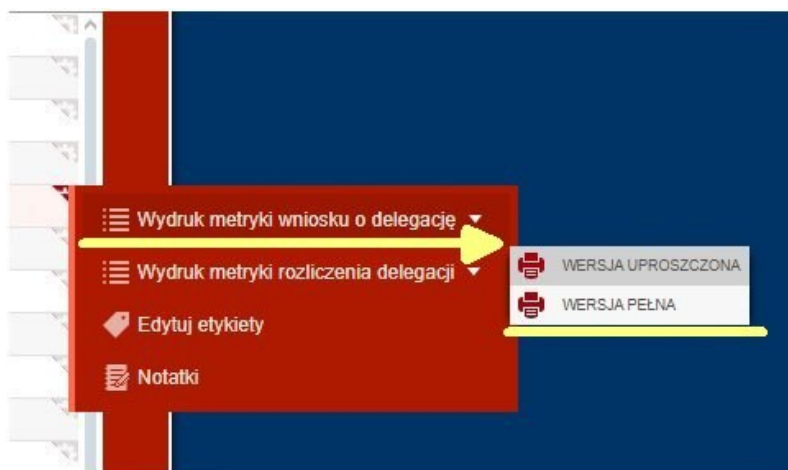 Wydruk metryki wniosku o delegację
WERSJA UPROSZCZONA
WERSJA PEŁNA
Wydruk metryki rozliczenia delegacji
Edytuj etykiety
Notatki